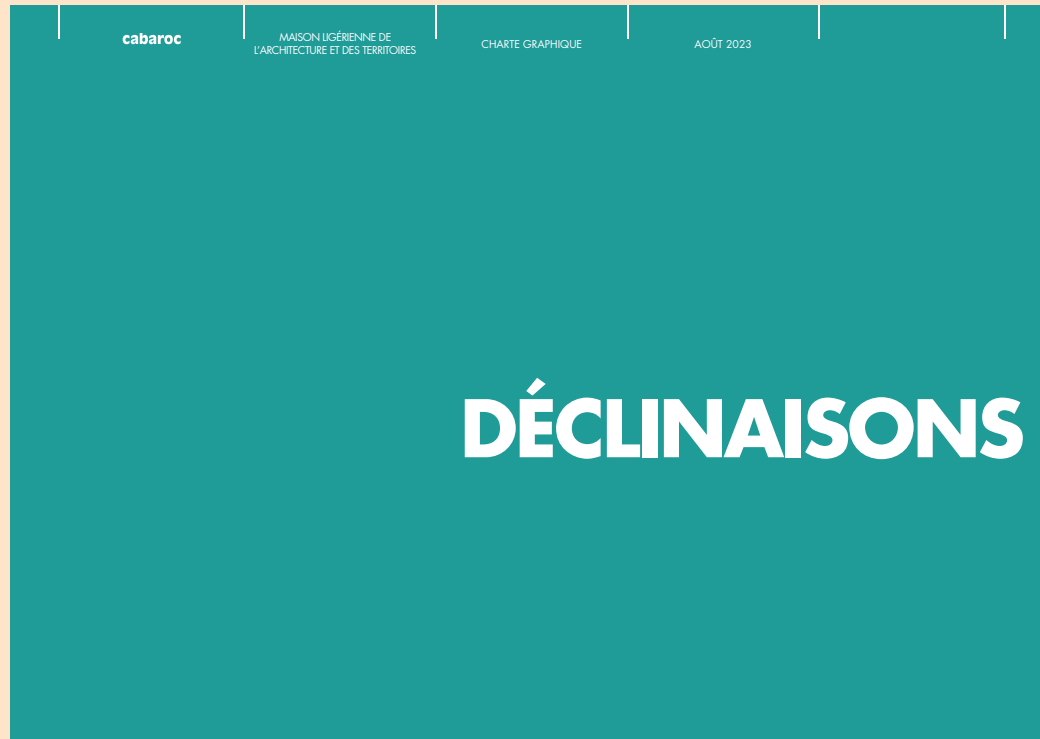 cabaroc
MAISON LIGÉRIENNE DE
L'ARCHITECTURE ET DES TERRITOIRES
CHARTE GRAPHIQUE
AOÛT 2023
DÉCLINAISONS